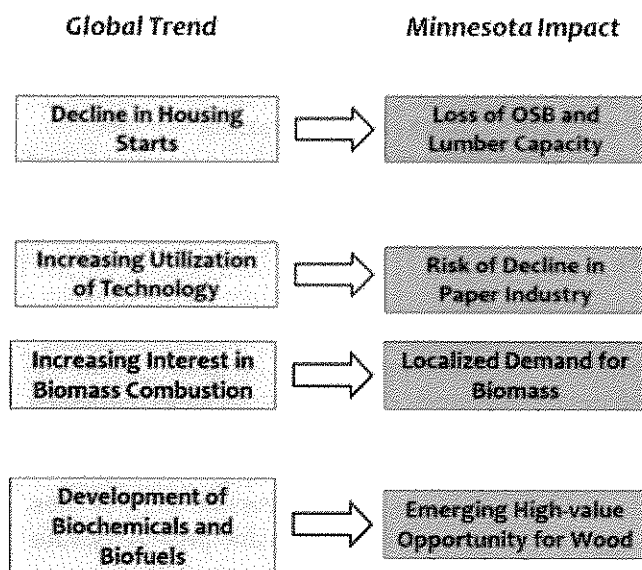 Global Trend
Minnesota Impact
Decline in Housing
Starts
Loss of OSB and
Lumber Capacity
Increasing Utilization
of Technology
Risk of Decline in
Paper Industry
Increasing Interest in
Biomass Combustion
Localized Demand for
Biomass
Development of
Biochemicals and
Biofuels
Emerging High-value
Opportunity for Wood